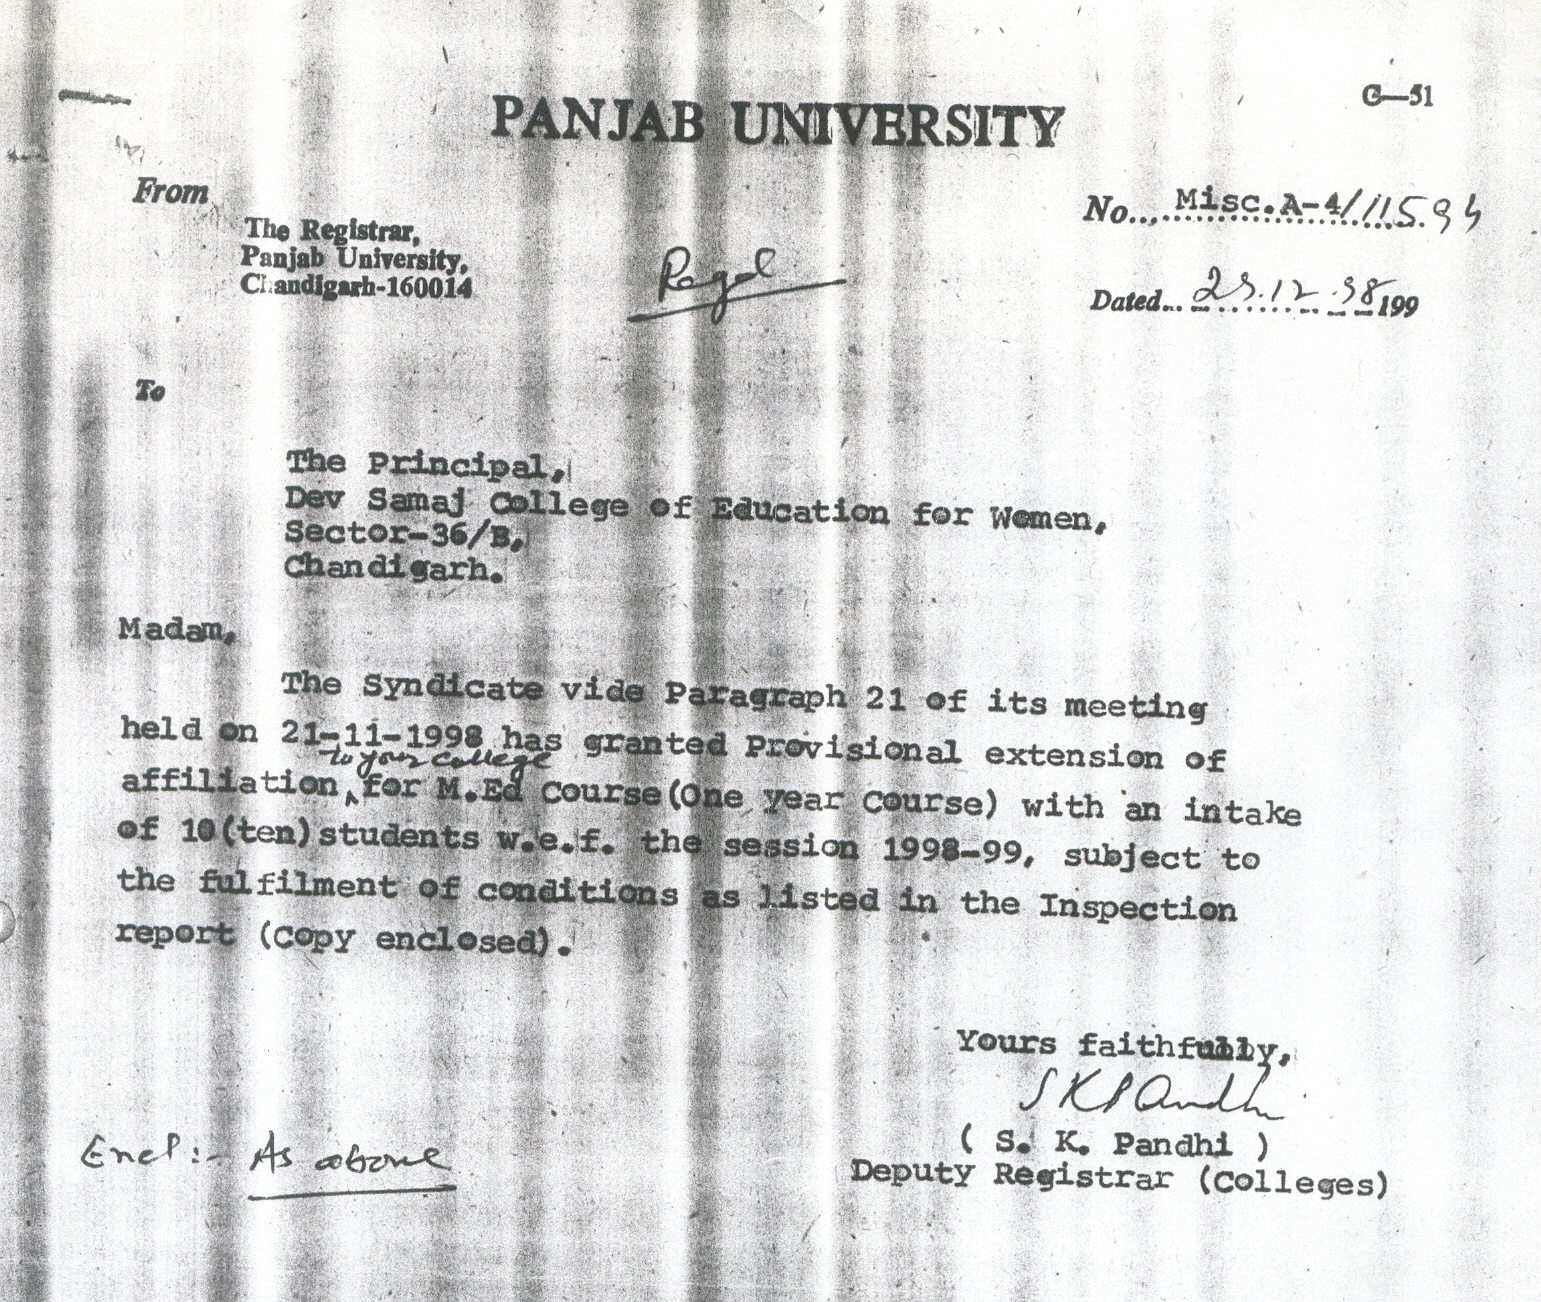 G—51
PANJAB UNIVERSITY
From
The Registrar,
Panjab University,
Chandigarh-160014
Regd
No.... Misc.A-4/
Dated... .12.98 199
To
The Principal,
Dev Samaj College of Education for Women,
Sector-36/B,
Chandigarh.
Madam,
The Syndicate vide Paragraph 21 of its meeting
held on 21-11-1998 has granted Provisional extension of
to your college
affiliation for M.Ed Course(One year Course) with an intake
of 10(ten)students w.e.f. the session 1998-99, subject to
the fulfilment of conditions as listed in the Inspection
report (Copy enclosed).
Yours faithfully,
S K Pandhi
( S. K. Pandhi )
Deputy Registrar (Colleges)
Encl:- As above